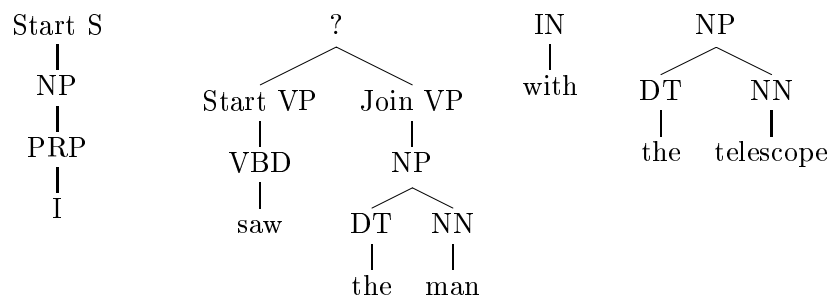 Start S ? IN NP
NP Start VP Join VP with DT NN
PRP VBD NP the telescope
I saw DT NN
the man